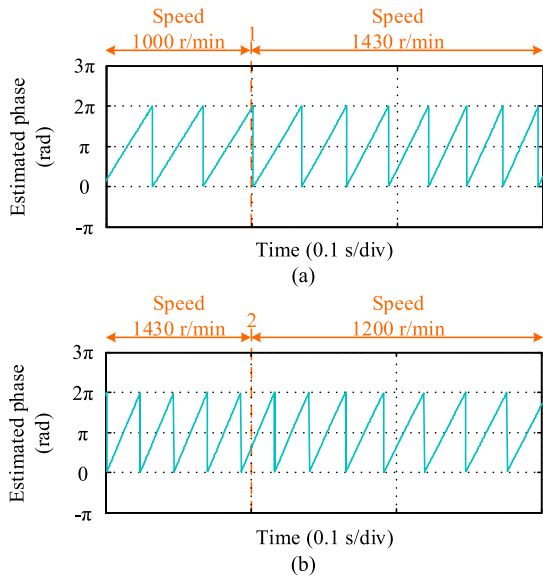 Speed
1000 r/min
1
Speed
1430 r/min
3π
2π
π
0
-π
Estimated phase
(rad)
Time (0.1 s/div)
(a)
Speed
1430 r/min
2
Speed
1200 r/min
3π
2π
π
0
-π
Estimated phase
(rad)
Time (0.1 s/div)
(b)